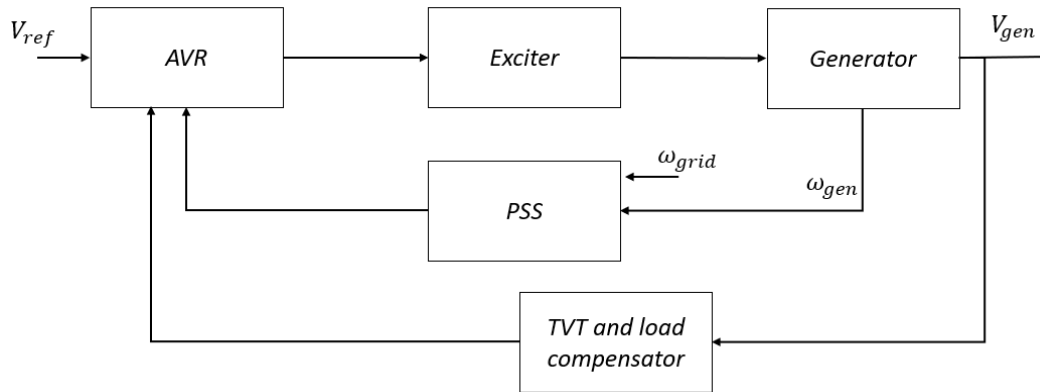 V_ref
AVR
Exciter
Generator
V_gen
ω_grid
PSS
ω_gen
TVT and load
compensator